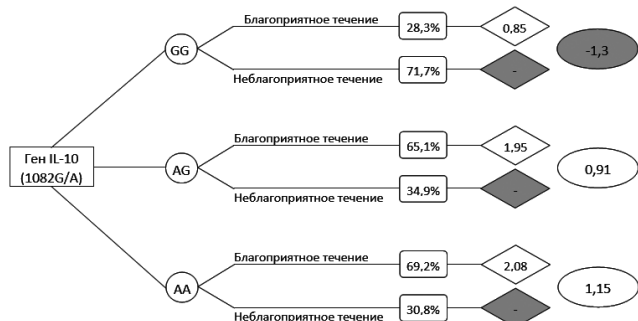 Благоприятное течение
28,3%
0,85
-1,3
GG
Неблагоприятное течение
71,7%
-
Ген IL-10
(1082G/A)
Благоприятное течение
65,1%
1,95
0,91
AG
Неблагоприятное течение
34,9%
-
Благоприятное течение
69,2%
2,08
1,15
AA
Неблагоприятное течение
30,8%
-